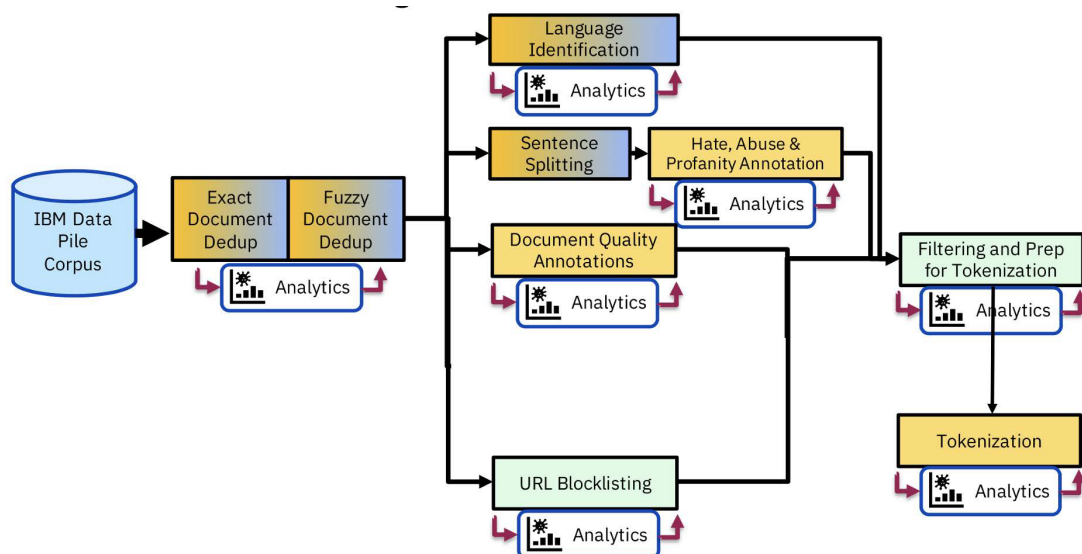 Language
Identification
Analytics
Sentence
Splitting
Hate, Abuse &
Profanity Annotation
Analytics
IBM Data
Pile
Corpus
Exact
Document
Dedup
Fuzzy
Document
Dedup
Analytics
Document Quality
Annotations
Analytics
Filtering and Prep
for Tokenization
Analytics
Tokenization
Analytics
URL Blocklisting
Analytics